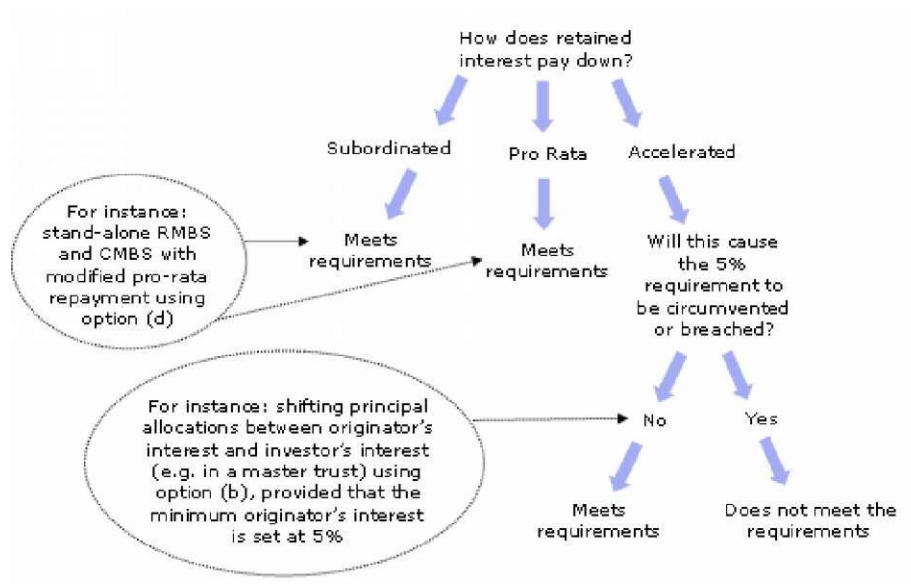 How does retained
interest pay down?
Subordinated
Pro Rata
Accelerated
For instance:
stand-alone RMBS
and CMBS with
modified pro-rata
repayment using
option (d)
Meets
requirements
Meets
requirements
Will this cause
the 5%
requirement to
be circumvented
or breached?
For instance: shifting principal
allocations between originator's
interest and investor's interest
(e.g. in a master trust) using
option (b), provided that the
minimum originator's interest
is set at 5%
No
Yes
Meets
requirements
Does not meet the
requirements